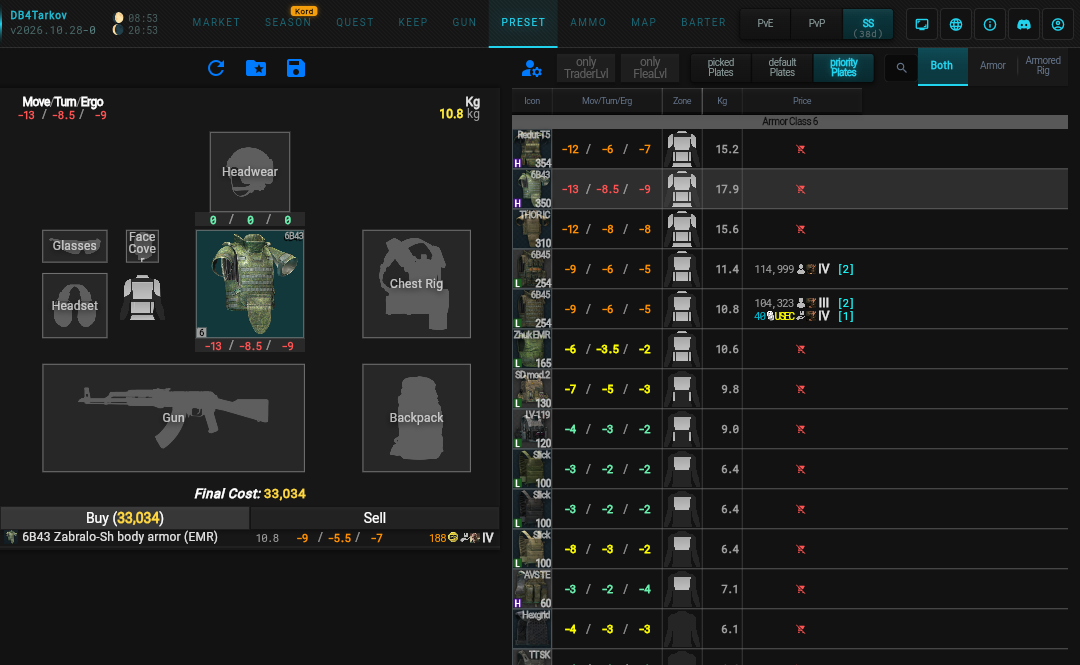 DB4Tarkov
v2026.10.28-0
08:53
20:53
MARKET
SEASON
Kord
QUEST
KEEP
GUN
PRESET
AMMO
MAP
BARTER
PvE
PvP
SS
(38d)
only
TraderLvl
only
FleaLvl
picked
Plates
default
Plates
priority
Plates
Both
Armor
Armored
Rig
Move/Turn/Ergo
-13 / -8.5 / -9
Kg
10.8 kg
Headwear
0 / 0 / 0
Glasses
Face
Cove
r
Headset
6B43
6
-13 / -8.5 / -9
Chest Rig
Gun
Backpack
Final Cost: 33,034
Buy (33,034)
Sell
6B43 Zabralo-Sh body armor (EMR)
10.8
-9 / -5.5 / -7
188 IV
Icon
Mov/Turn/Erg
Zone
Kg
Price
Armor Class 6
Redut-T5
H 354
-12 / -6 / -7
15.2
6B43
H 350
-13 / -8.5 / -9
17.9
THORIC
310
-12 / -8 / -8
15.6
6B45
L 254
-9 / -6 / -5
11.4
114,999 IV [2]
6B45
L 254
-9 / -6 / -5
10.8
104,323 III [2]
40 USEC IV [1]
Zhuk EMR
L 165
-6 / -3.5 / -2
10.6
SD mod.2
L 130
-7 / -5 / -3
9.8
LV-119
L 120
-4 / -3 / -2
9.0
Slick
L 100
-3 / -2 / -2
6.4
Slick
L 100
-3 / -2 / -2
6.4
Slick
L 100
-8 / -3 / -2
6.4
AVSTE
H 60
-3 / -2 / -4
7.1
Hexgrid
-4 / -3 / -3
6.1
TTSK